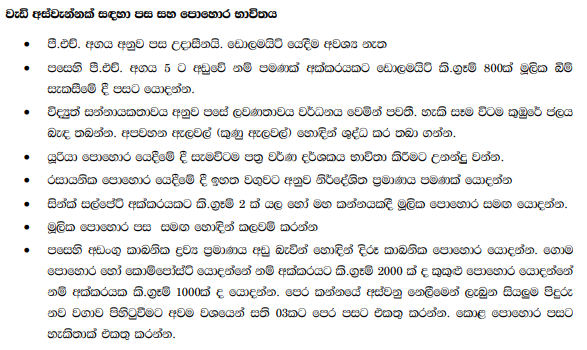 වැඩි අස්වැන්නක් සඳහා පස සහ පොහොර භාවිතය
• පී.එච්. අගය අනුව පස උදාසීනයි. ඩොලමයිට් යෙදීම අවශ්‍ය නැත
• පසෙහි පී.එච්. අගය 5 ට අඩුවේ නම් පමණක් අක්කරයකට ඩොලමයිට් කි.ග්‍රෑම් 800ක් මූලික බිම්
සැකසීමේ දී පසට යොදන්න.
• විද්‍යුත් සන්නායකතාවය අනුව පසේ ලවණතාවය වර්ධනය වෙමින් පවතී. හැකි සෑම විටම කුඹුරේ ජලය
බැඳ තබන්න. අපවහන ඇලවල් (කුණු ඇලවල්) හොඳින් ශුද්ධ කර තබා ගන්න.
• යූරියා පොහොර යෙදීමේ දී සැමවිටම පත්‍ර වර්ණ දර්ශකය භාවිතා කිරීමට උනන්දු වන්න.
• රසායනික පොහොර යෙදීමේ දී ඉහත වගුවට අනුව නිර්දේශිත ප්‍රමාණය පමණක් යොදන්න
• සින්ක් සල්පේට් අක්කරයකට කි.ග්‍රෑම් 2 ක් යල හෝ මහ කන්නයකදී මූලික පොහොර සමඟ යොදන්න.
• මූලික පොහොර පස සමඟ හොඳින් කලවම් කරන්න
• පසෙහි අඩංගු කාබනික ද්‍රව්‍ය ප්‍රමාණය අඩු බැවින් හොඳින් දිරූ කාබනික පොහොර යොදන්න. ගොම
පොහොර හෝ කොම්පෝස්ට් යොදන්නේ නම් අක්කරයට කි.ග්‍රෑම් 2000 ක් ද කුකුළු පොහොර යොදන්නේ
නම් අක්කරයක කි.ග්‍රෑම් 1000ක් ද යොදන්න. පෙර කන්නයේ අස්වනු නෙලීමෙන් ලැබුන සියලුම පිදුරු
නව වගාව පිහිටුවීමට අවම වශයෙන් සති 03කට පෙර පසට එකතු කරන්න. කොළ පොහොර පසට
හැකිතාක් එකතු කරන්න.